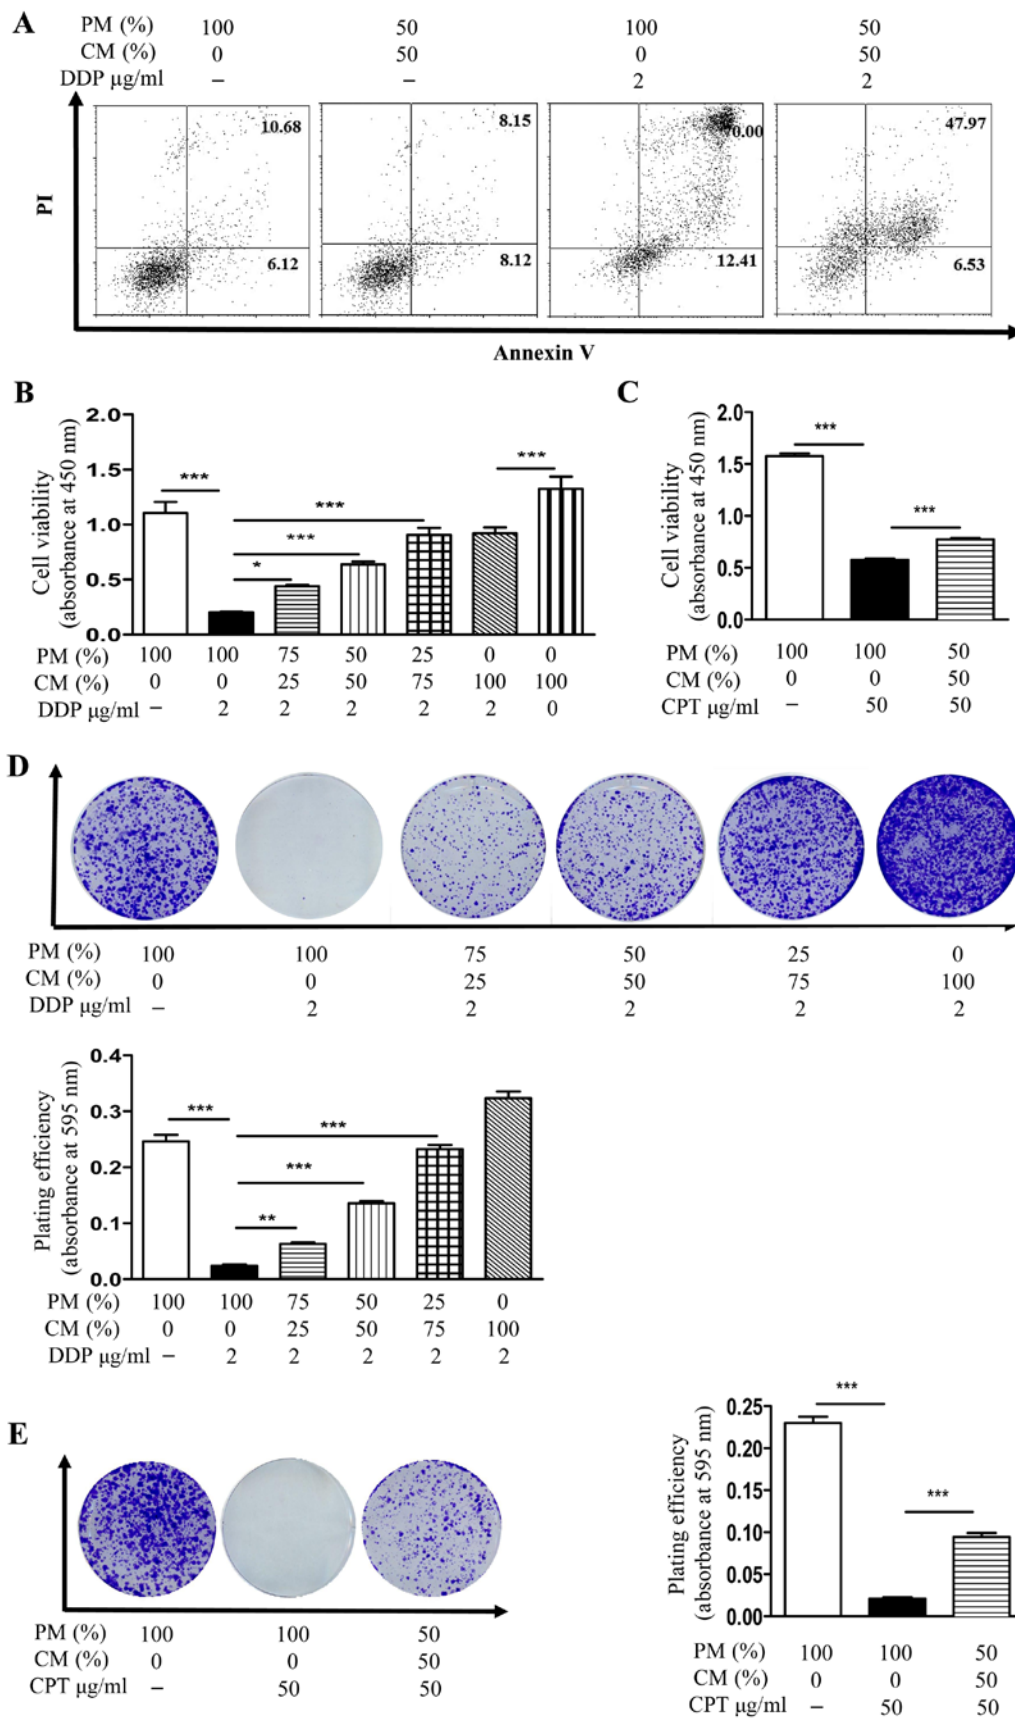 A
PM (%) 100 50 100 50
CM (%) 0 50 0 50
DDP µg/ml – – 2 2
10.68 8.15 70.00 47.97
PI
6.12 8.12 12.41 6.53
Annexin V
B
Cell viability
(absorbance at 450 nm)
2.0
1.5
1.0
0.5
0.0
*** * *** *** ***
PM (%) 100 100 75 50 25 0 0
CM (%) 0 0 25 50 75 100 100
DDP µg/ml – 2 2 2 2 2 0
C
Cell viability
(absorbance at 450 nm)
2.0
1.5
1.0
0.5
0.0
*** ***
PM (%) 100 100 50
CM (%) 0 0 50
CPT µg/ml – 50 50
D
PM (%) 100 100 75 50 25 0
CM (%) 0 0 25 50 75 100
DDP µg/ml – 2 2 2 2 2
Plating efficiency
(absorbance at 595 nm)
0.4
0.3
0.2
0.1
0.0
*** ** *** ***
PM (%) 100 100 75 50 25 0
CM (%) 0 0 25 50 75 100
DDP µg/ml – 2 2 2 2 2
E
PM (%) 100 100 50
CM (%) 0 0 50
CPT µg/ml – 50 50
Plating efficiency
(absorbance at 595 nm)
0.25
0.20
0.15
0.10
0.05
0.00
*** ***
PM (%) 100 100 50
CM (%) 0 0 50
CPT µg/ml – 50 50